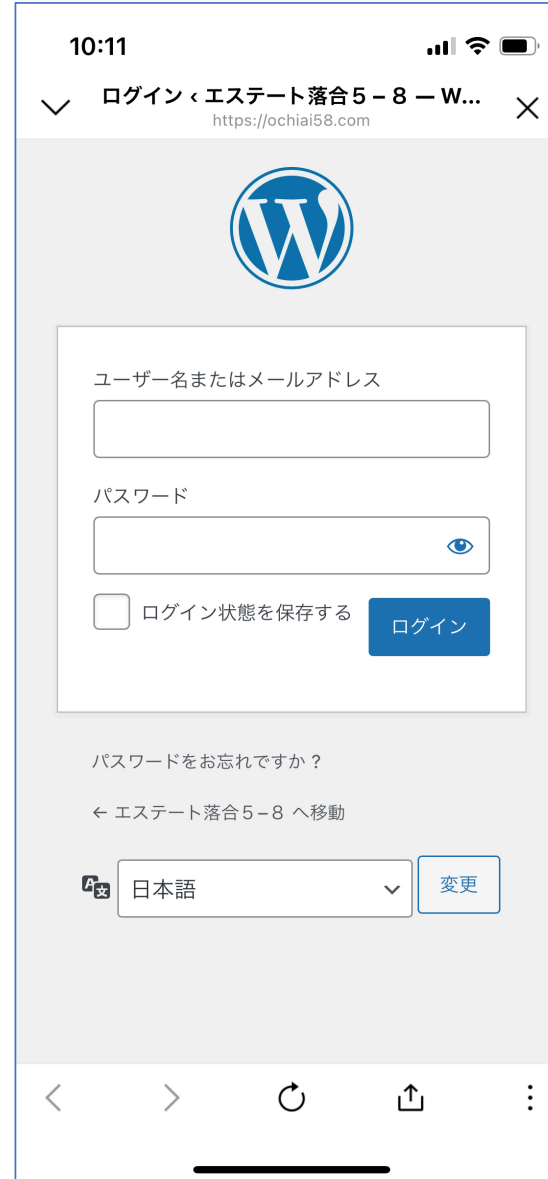 10:11
ログイン ‹ エステート落合５－８ — W...
https://ochiai58.com
ユーザー名またはメールアドレス
パスワード
ログイン状態を保存する
ログイン
パスワードをお忘れですか ?
← エステート落合５−８ へ移動
日本語
変更